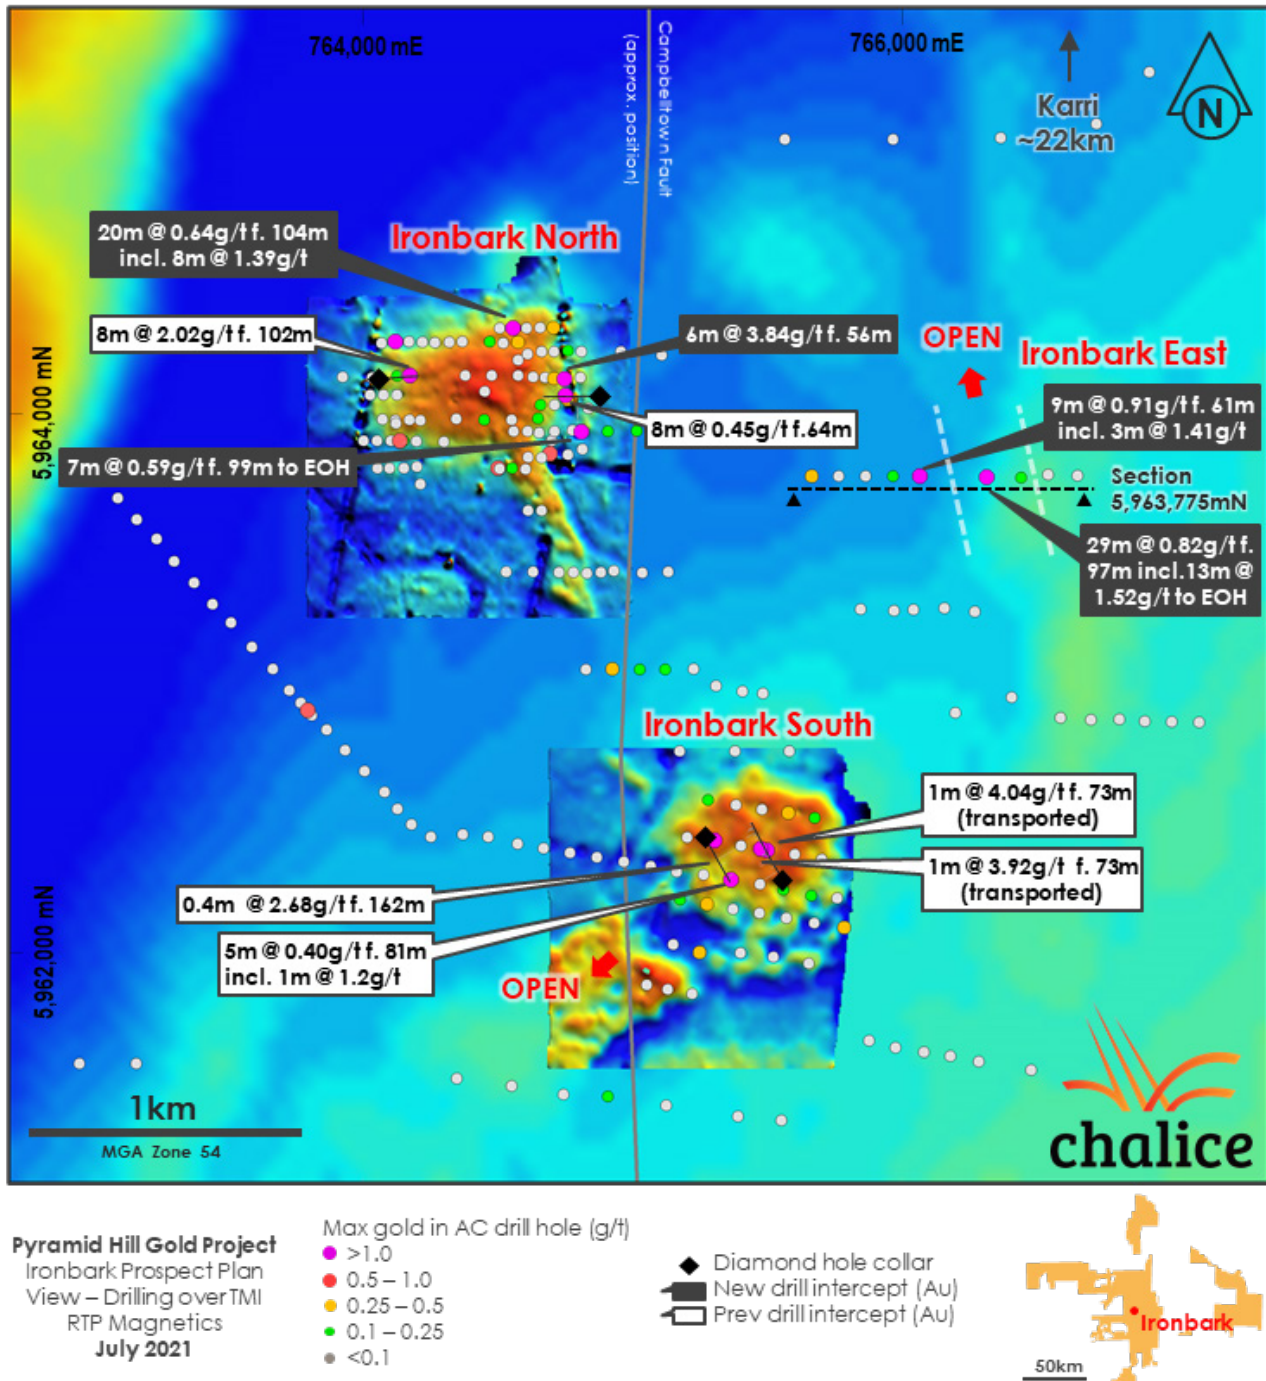 764,000 mE
766,000 mE
Campbelltown Fault
(approx. position)
Karri
~22km
N
20m @ 0.64g/t f. 104m
incl. 8m @ 1.39g/t
Ironbark North
8m @ 2.02g/t f. 102m
6m @ 3.84g/t f. 56m
OPEN
Ironbark East
9m @ 0.91g/t f. 61m
incl. 3m @ 1.41g/t
5,964,000 mN
8m @ 0.45g/t f.64m
7m @ 0.59g/t f. 99m to EOH
Section
5,963,775mN
29m @ 0.82g/t f.
97m incl.13m @
1.52g/t to EOH
Ironbark South
1m @ 4.04g/t f. 73m
(transported)
1m @ 3.92g/t f. 73m
(transported)
0.4m @ 2.68g/t f. 162m
5m @ 0.40g/t f. 81m
incl. 1m @ 1.2g/t
OPEN
5,962,000 mN
1km
MGA Zone 54
chalice
Pyramid Hill Gold Project
Ironbark Prospect Plan
View – Drilling over TMI
RTP Magnetics
July 2021
Max gold in AC drill hole (g/t)
>1.0
0.5 – 1.0
0.25 – 0.5
0.1 – 0.25
<0.1
Diamond hole collar
New drill intercept (Au)
Prev drill intercept (Au)
Ironbark
50km